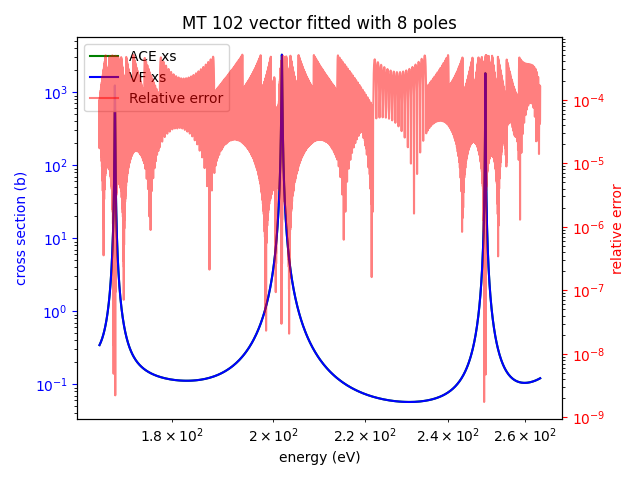 MT 102 vector fitted with 8 poles
ACE xs
VF xs
Relative error
cross section (b)
10³
10²
10¹
10⁰
10⁻¹
10⁻⁴
10⁻⁵
10⁻⁶
10⁻⁷
10⁻⁸
10⁻⁹
relative error
1.8 × 10² 2 × 10² 2.2 × 10² 2.4 × 10² 2.6 × 10²
energy (eV)